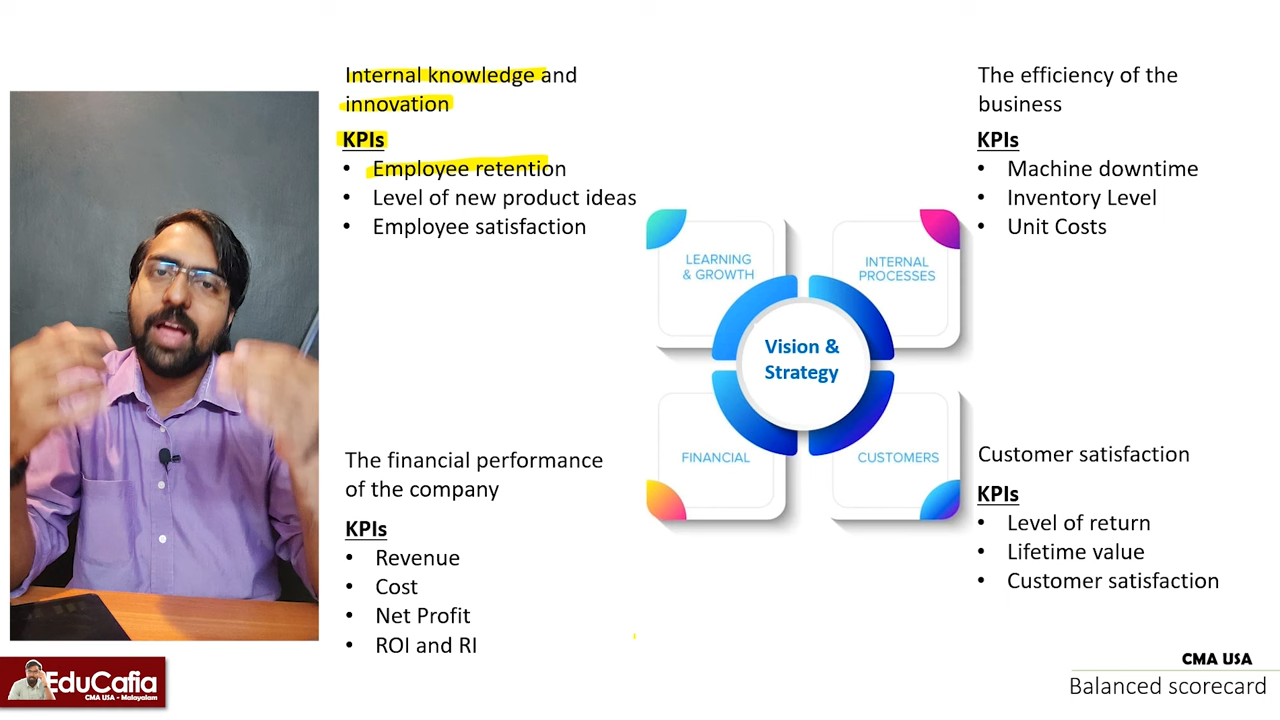 Internal knowledge and
innovation
KPIs
• Employee retention
• Level of new product ideas
• Employee satisfaction
The efficiency of the
business
KPIs
• Machine downtime
• Inventory Level
• Unit Costs
LEARNING
& GROWTH
INTERNAL
PROCESSES
Vision &
Strategy
FINANCIAL
CUSTOMERS
The financial performance
of the company
KPIs
• Revenue
• Cost
• Net Profit
• ROI and RI
Customer satisfaction
KPIs
• Level of return
• Lifetime value
• Customer satisfaction
EduCafia
CMA USA - Malayalam
CMA USA
Balanced scorecard